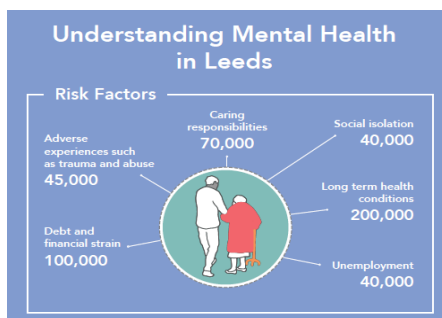 Understanding Mental Health
in Leeds
Risk Factors
Caring
responsibilities
70,000
Social isolation
40,000
Adverse
experiences such
as trauma and abuse
45,000
Long term health
conditions
200,000
Debt and
financial strain
100,000
Unemployment
40,000